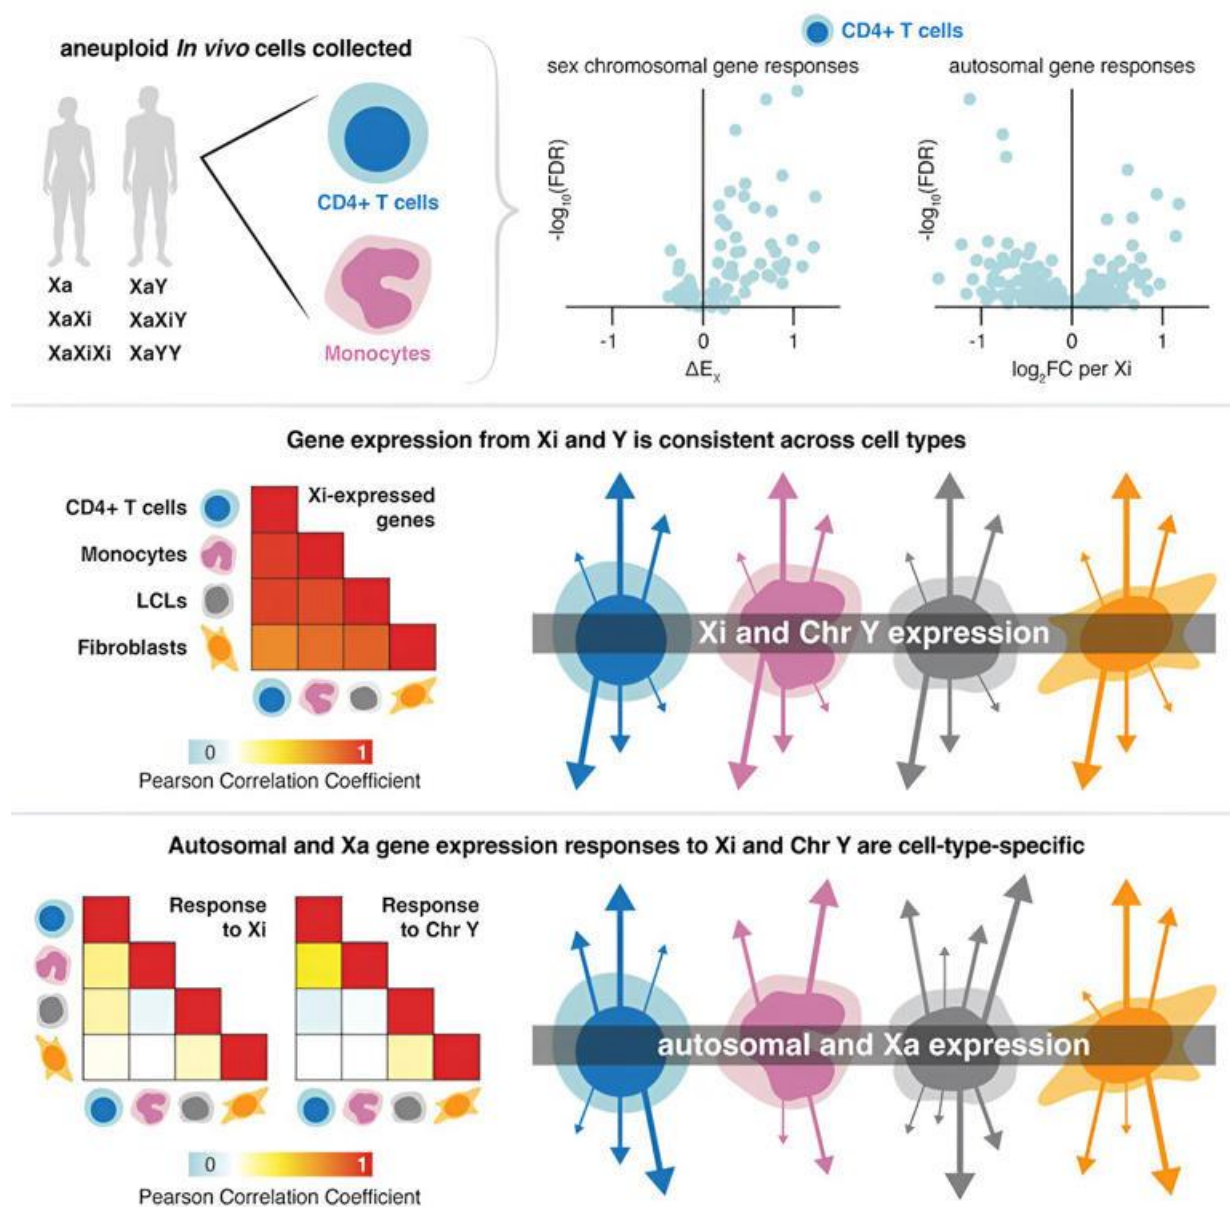 aneuploid In vivo cells collected
Xa XaY
XaXi XaXiY
XaXiXi XaYY
CD4+ T cells
Monocytes
CD4+ T cells
sex chromosomal gene responses
-log₁₀(FDR)
-1 0 1
ΔEₓ
autosomal gene responses
-log₁₀(FDR)
-1 0 1
log₂FC per Xi
Gene expression from Xi and Y is consistent across cell types
CD4+ T cells
Monocytes
LCLs
Fibroblasts
Xi-expressed
genes
0 1
Pearson Correlation Coefficient
Xi and Chr Y expression
Autosomal and Xa gene expression responses to Xi and Chr Y are cell-type-specific
Response
to Xi
Response
to Chr Y
0 1
Pearson Correlation Coefficient
autosomal and Xa expression